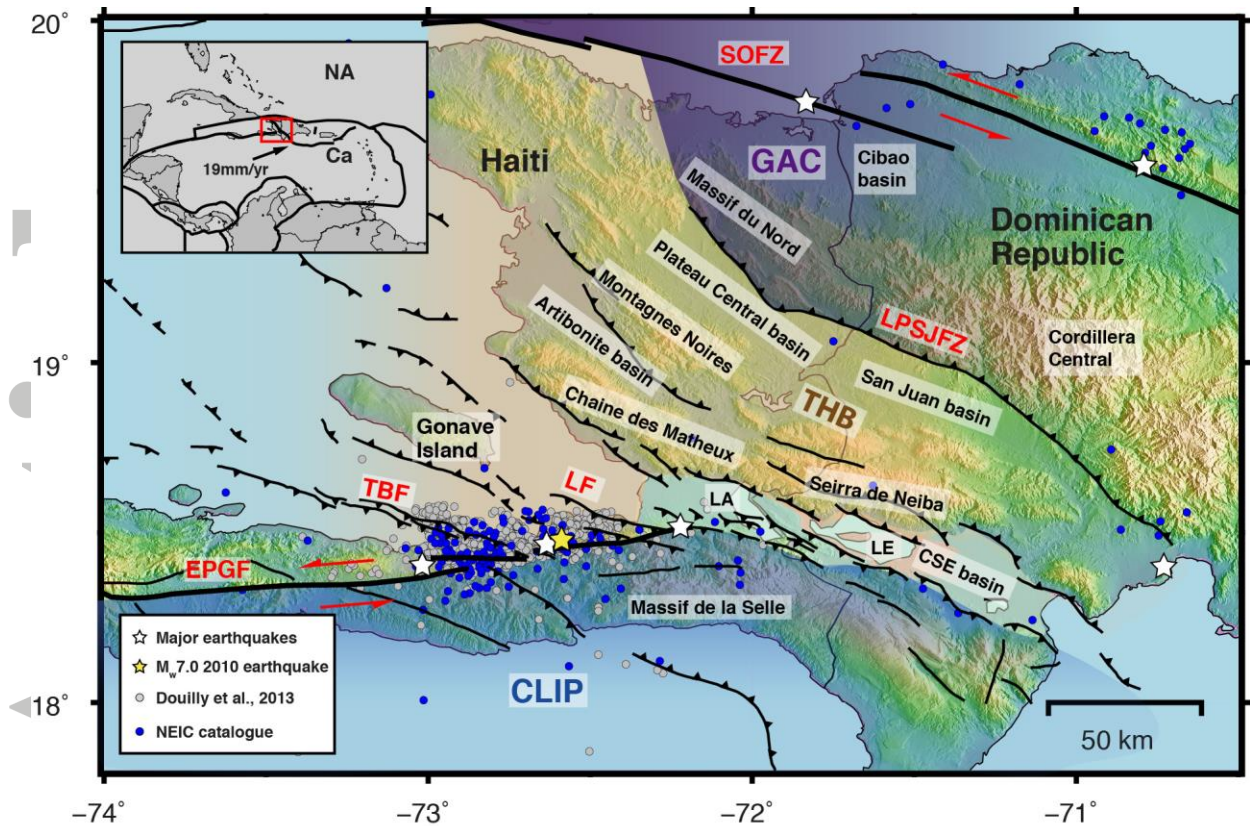 20°
NA
Ca
19mm/yr
SOFZ
Haiti
GAC
Cibao
basin
Massif du Nord
Dominican
Republic
Plateau Central basin
LPSJFZ
Montagnes Noires
19°
Artibonite basin
Cordillera
Central
San Juan basin
THB
Chaine des Matheux
Gonave
Island
TBF
LF
LA
Seirra de Neiba
LE
CSE basin
EPGF
Massif de la Selle
Major earthquakes
Mw7.0 2010 earthquake
Douilly et al., 2013
NEIC catalogue
CLIP
18°
50 km
−74°
−73°
−72°
−71°